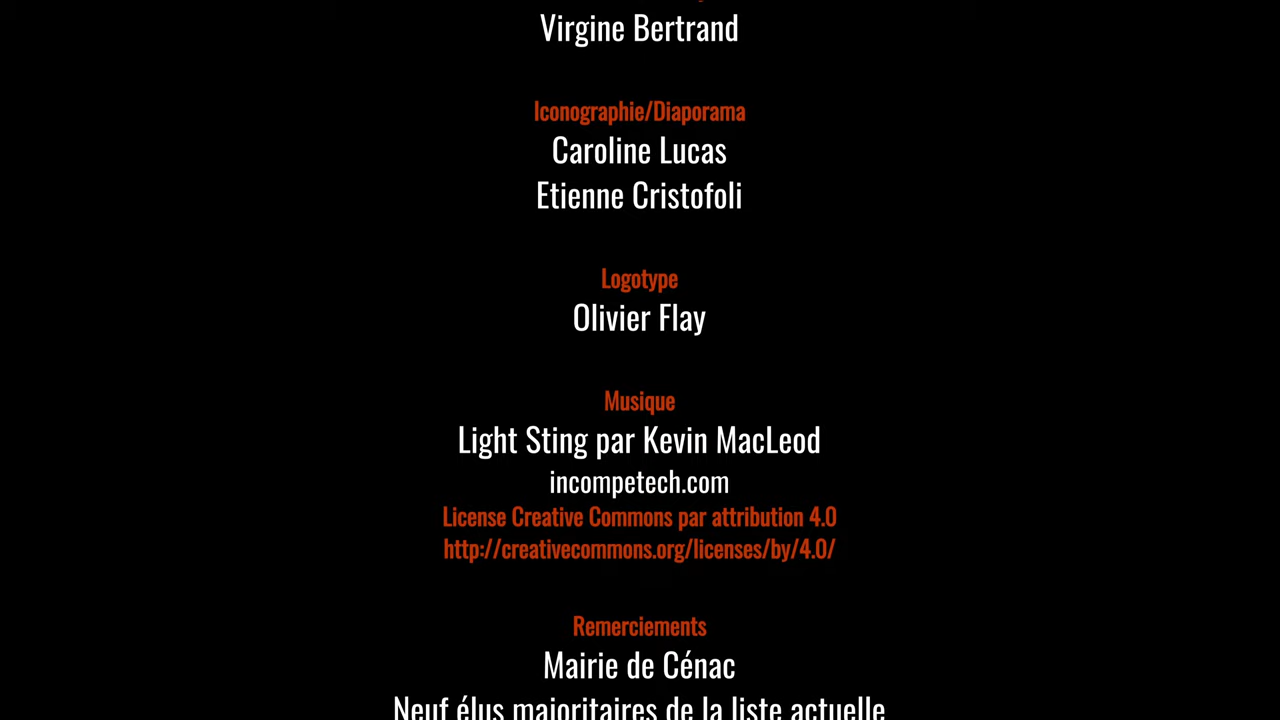 Virgine Bertrand
Iconographie/Diaporama
Caroline Lucas
Etienne Cristofoli
Logotype
Olivier Flay
Musique
Light Sting par Kevin MacLeod
incompetech.com
License Creative Commons par attribution 4.0
http://creativecommons.org/licenses/by/4.0/
Remerciements
Mairie de Cénac
Neuf élus majoritaires de la liste actuelle